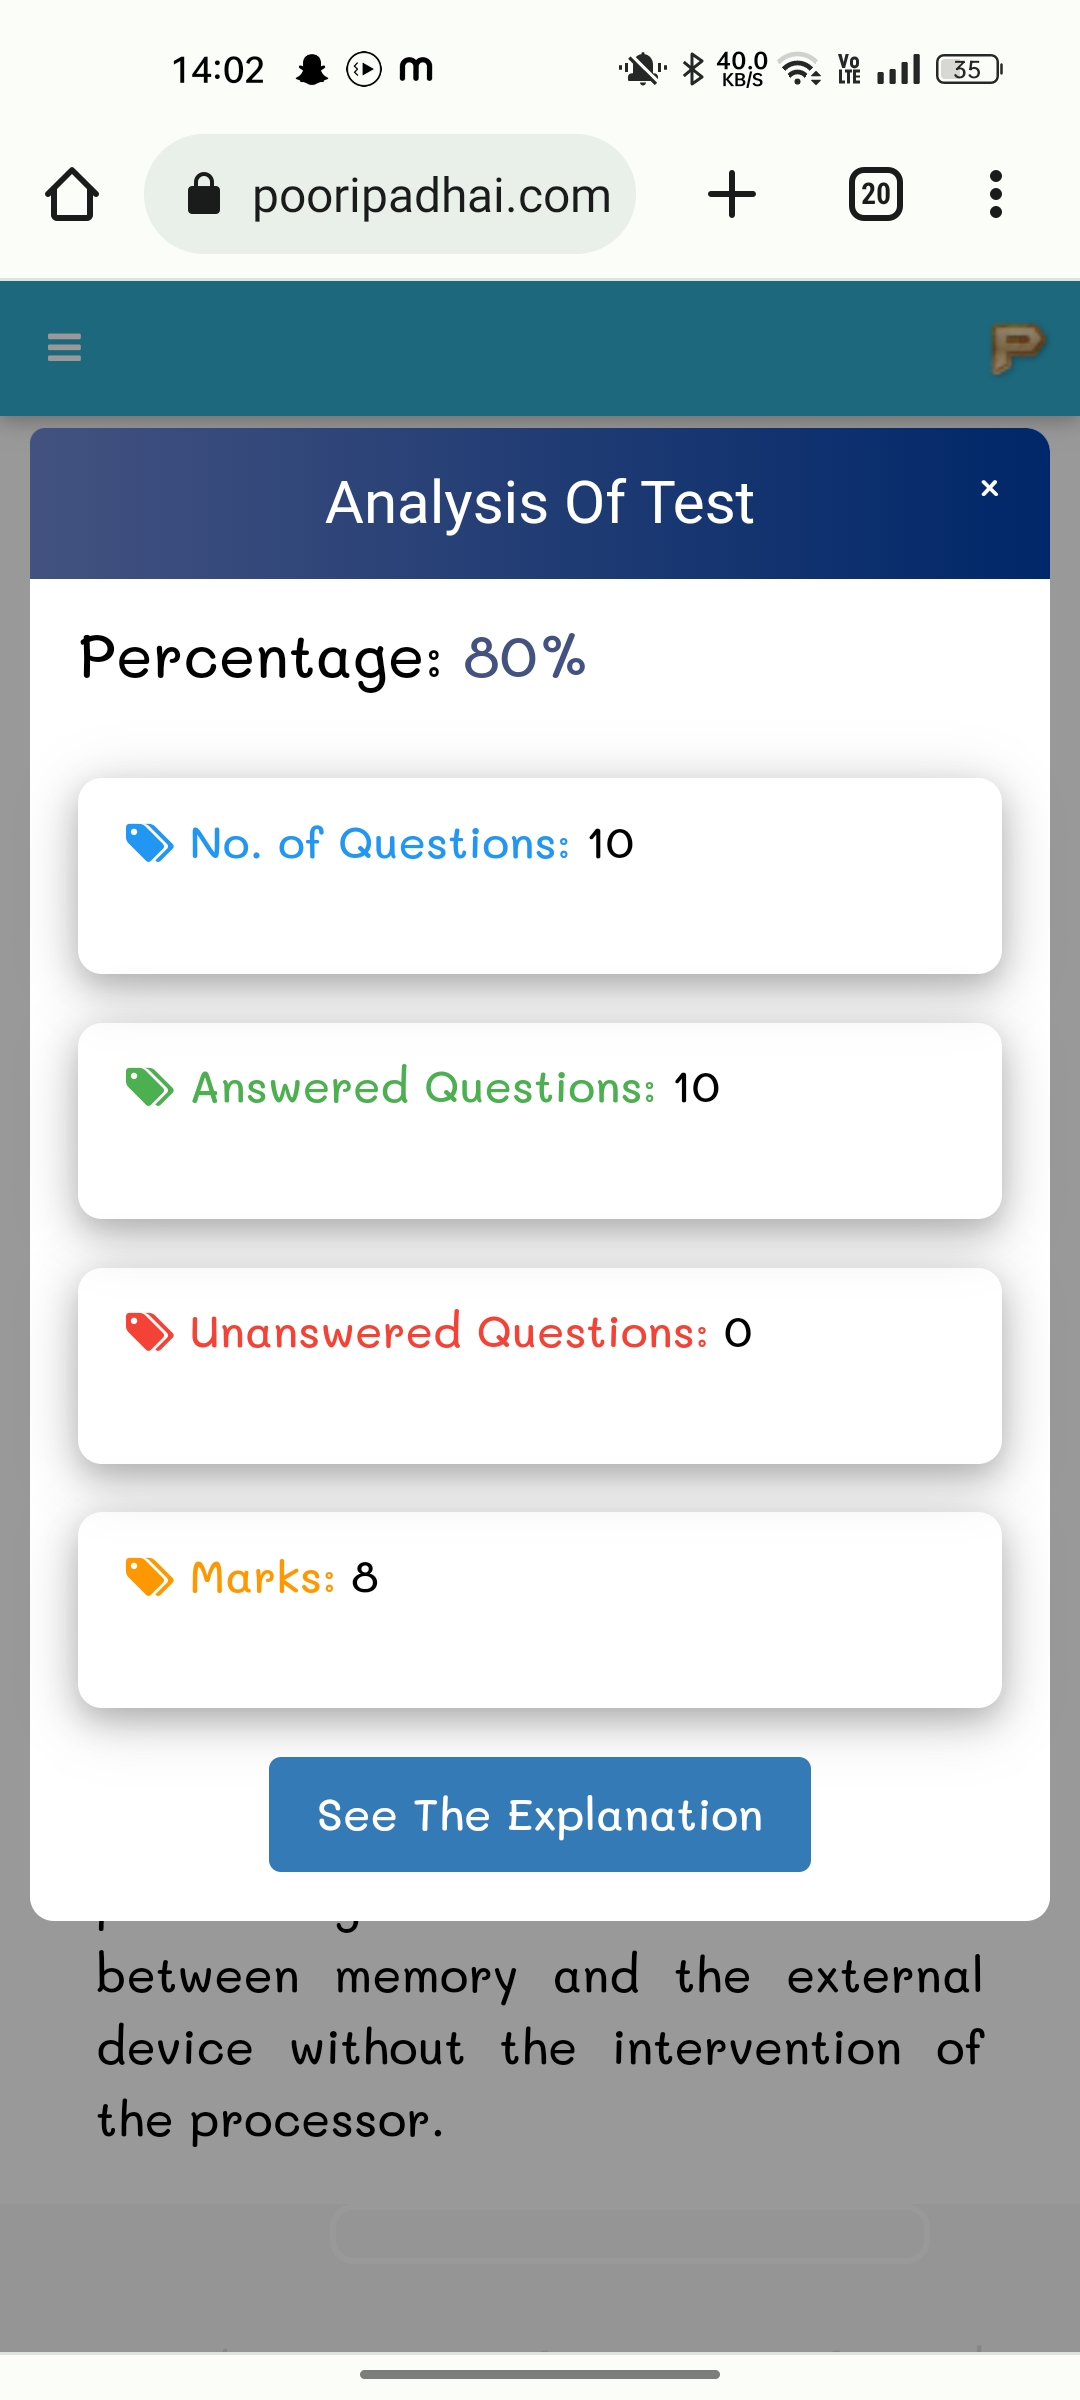 14:02 m 40.0 KB/S Vo LTE 35
pooripadhai.com 20
P
Analysis Of Test ×
Percentage: 80%
No. of Questions: 10
Answered Questions: 10
Unanswered Questions: 0
Marks: 8
See The Explanation
between memory and the external
device without the intervention of
the processor.